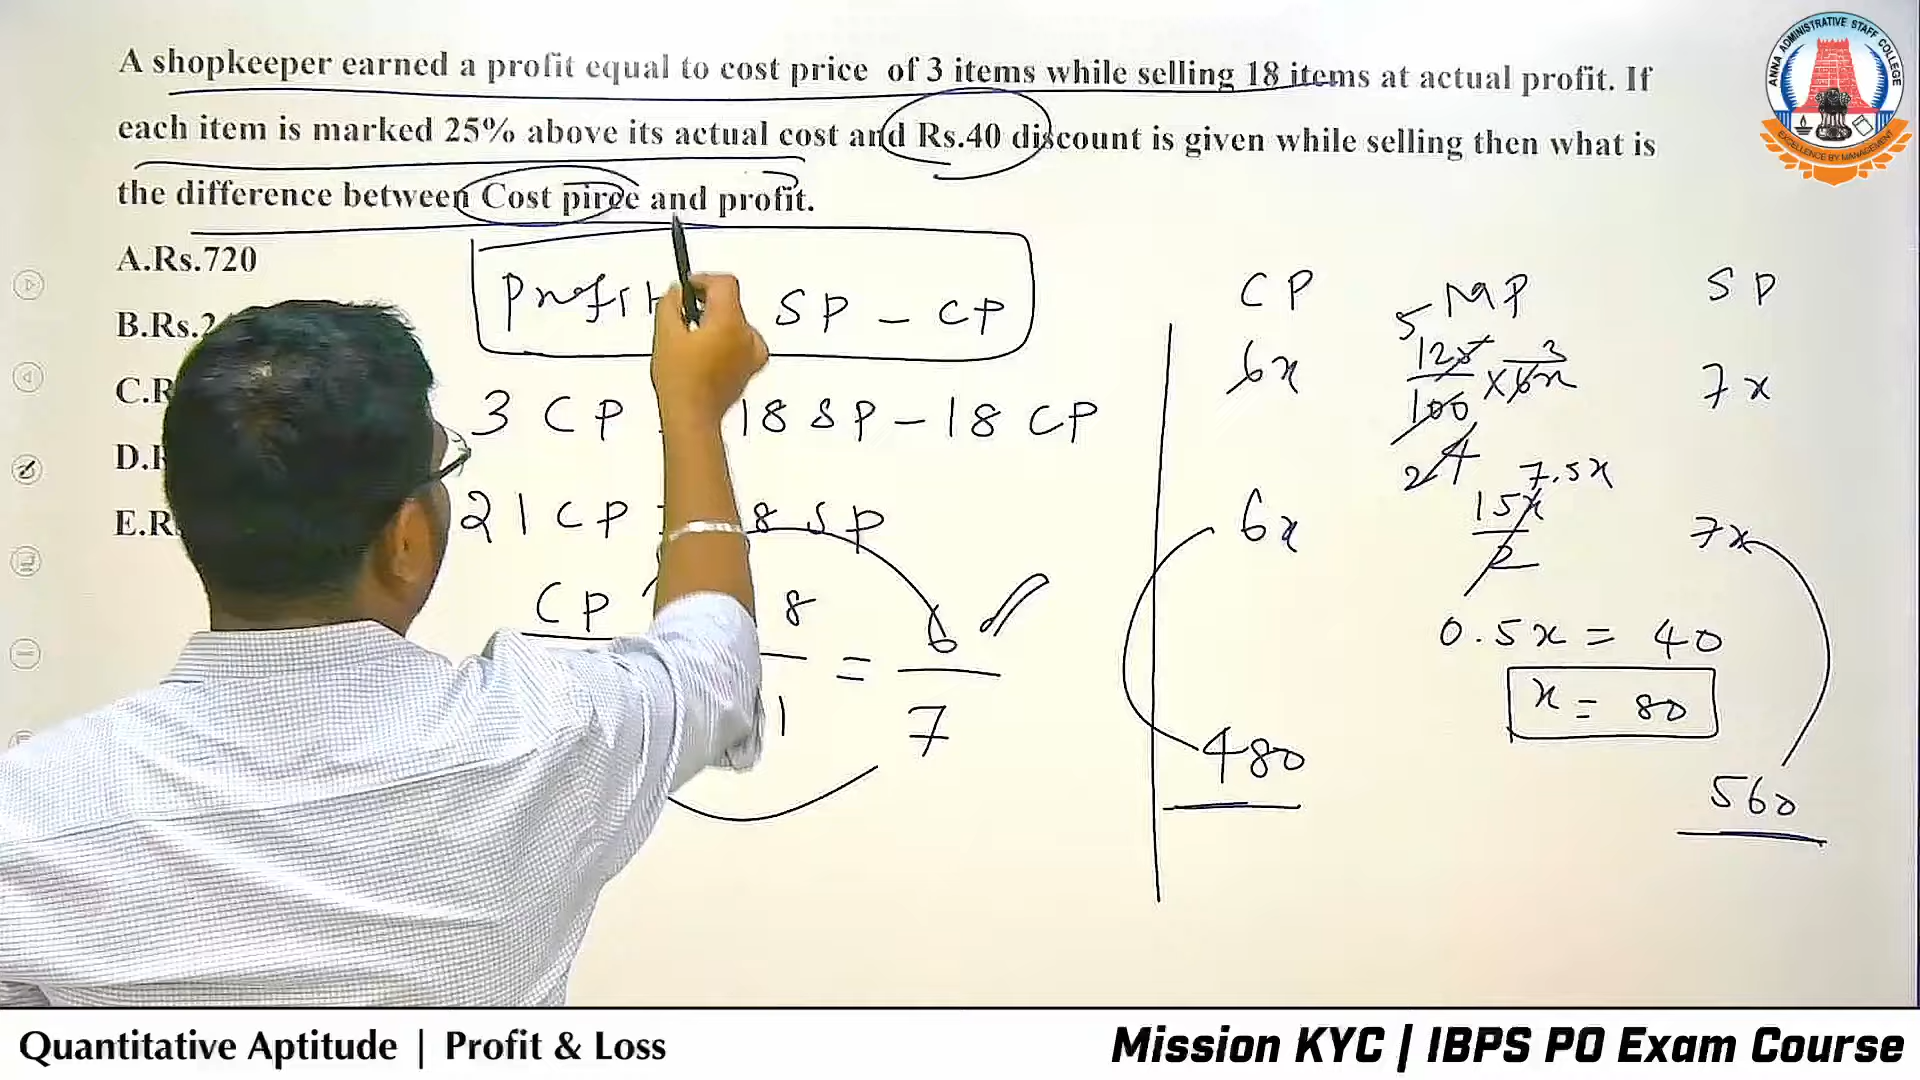 A shopkeeper earned a profit equal to cost price of 3 items while selling 18 items at actual profit. If
each item is marked 25% above its actual cost and Rs.40 discount is given while selling then what is
the difference between Cost pirce and profit.
A.Rs.720
B.Rs.2
C.R
D.R
E.R
Profit SP - CP
3 CP = 18 SP - 18 CP
21 CP = 18 SP
CP 8 = 6
1 7
CP MP SP
6x 125 5 × 6x 3 7x
100 4 2
7.5x
6x 15x 7x
2
0.5x = 40
x = 80
480
560
ANNA ADMINISTRATIVE STAFF COLLEGE
EXCELLENCE BY MANAGEMENT
Quantitative Aptitude | Profit & Loss
Mission KYC | IBPS PO Exam Course